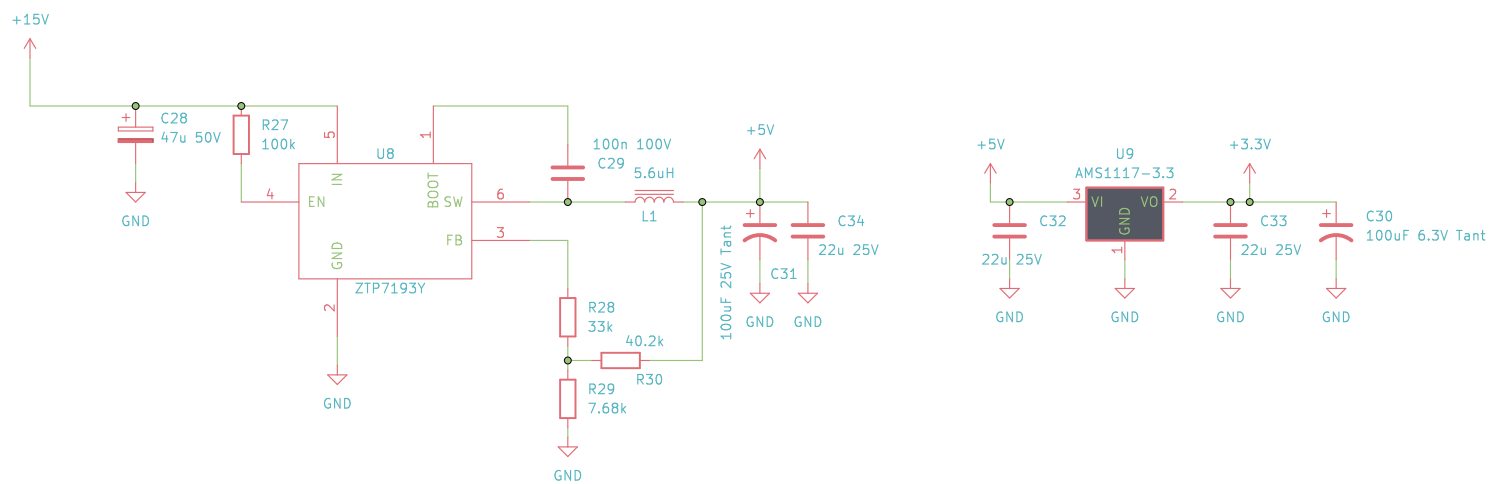 +15V
C28
47u 50V
GND
R27
100k
U8
5
1
IN
BOOT
4
EN
SW
6
FB
3
GND
2
ZTP7193Y
GND
100n 100V
C29
5.6uH
L1
+5V
C34
22u 25V
100uF 25V Tant
C31
GND
GND
R28
33k
40.2k
R30
R29
7.68k
GND
+5V
U9
AMS1117-3.3
+3.3V
3
VI
VO
2
GND
1
C32
22u 25V
C33
22u 25V
C30
100uF 6.3V Tant
GND
GND
GND
GND